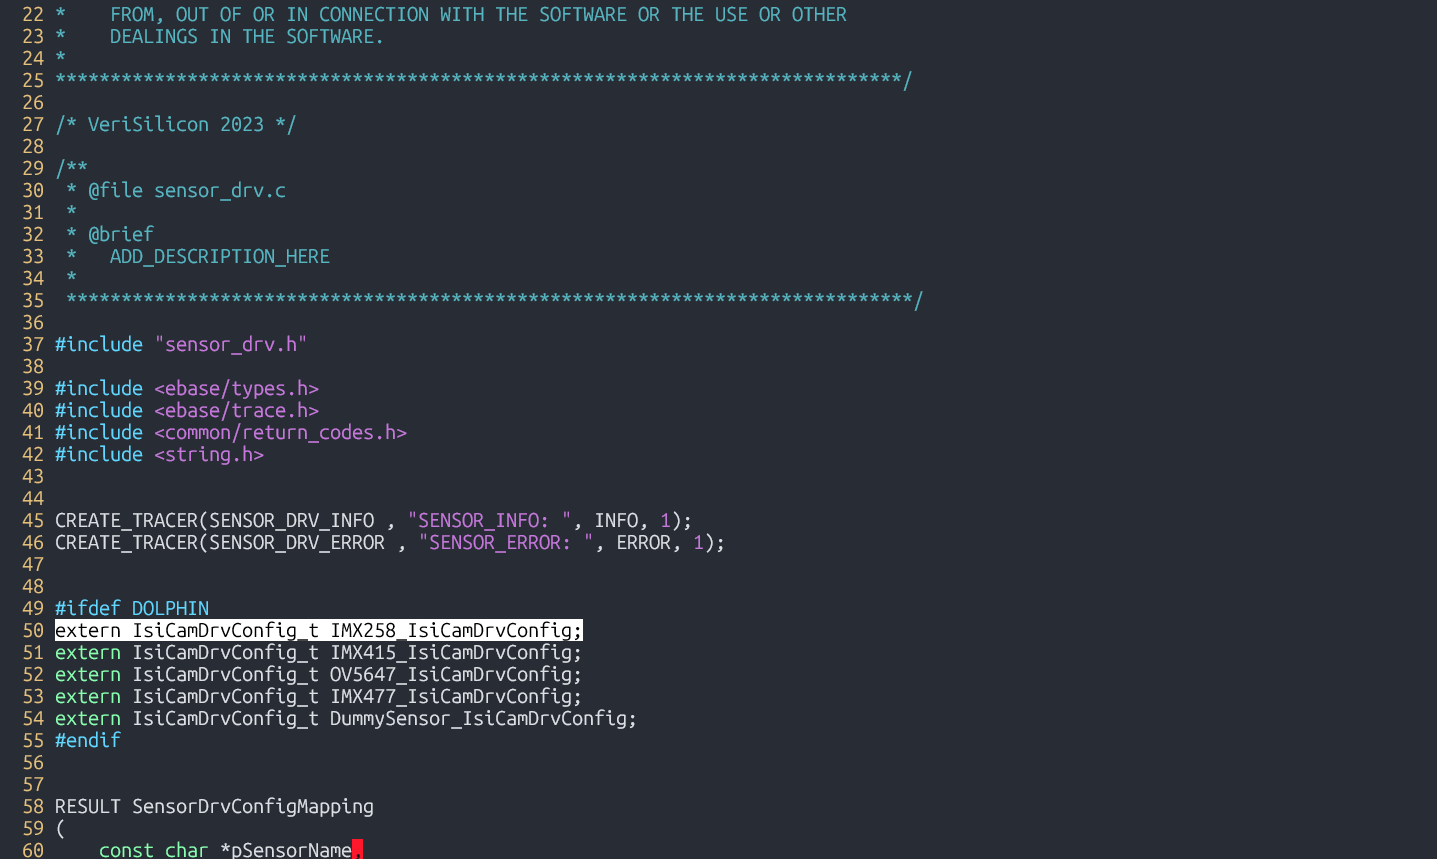 22 *    FROM, OUT OF OR IN CONNECTION WITH THE SOFTWARE OR THE USE OR OTHER
23 *    DEALINGS IN THE SOFTWARE.
24 *
25 *****************************************************************************/
26
27 /* VeriSilicon 2023 */
28
29 /**
30  * @file sensor_drv.c
31  *
32  * @brief
33  *   ADD_DESCRIPTION_HERE
34  *
35  *****************************************************************************/
36
37 #include "sensor_drv.h"
38
39 #include <ebase/types.h>
40 #include <ebase/trace.h>
41 #include <common/return_codes.h>
42 #include <string.h>
43
44
45 CREATE_TRACER(SENSOR_DRV_INFO , "SENSOR_INFO: ", INFO, 1);
46 CREATE_TRACER(SENSOR_DRV_ERROR , "SENSOR_ERROR: ", ERROR, 1);
47
48
49 #ifdef DOLPHIN
50 extern IsiCamDrvConfig_t IMX258_IsiCamDrvConfig;
51 extern IsiCamDrvConfig_t IMX415_IsiCamDrvConfig;
52 extern IsiCamDrvConfig_t OV5647_IsiCamDrvConfig;
53 extern IsiCamDrvConfig_t IMX477_IsiCamDrvConfig;
54 extern IsiCamDrvConfig_t DummySensor_IsiCamDrvConfig;
55 #endif
56
57
58 RESULT SensorDrvConfigMapping
59 (
60     const char *pSensorName,